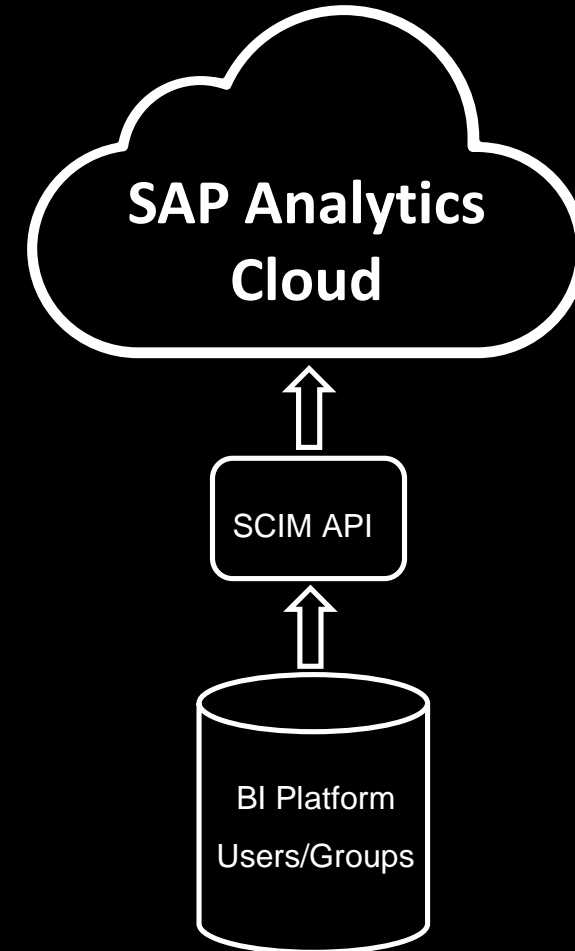 SAP Analytics
Cloud
SCIM API
BI Platform
Users/Groups